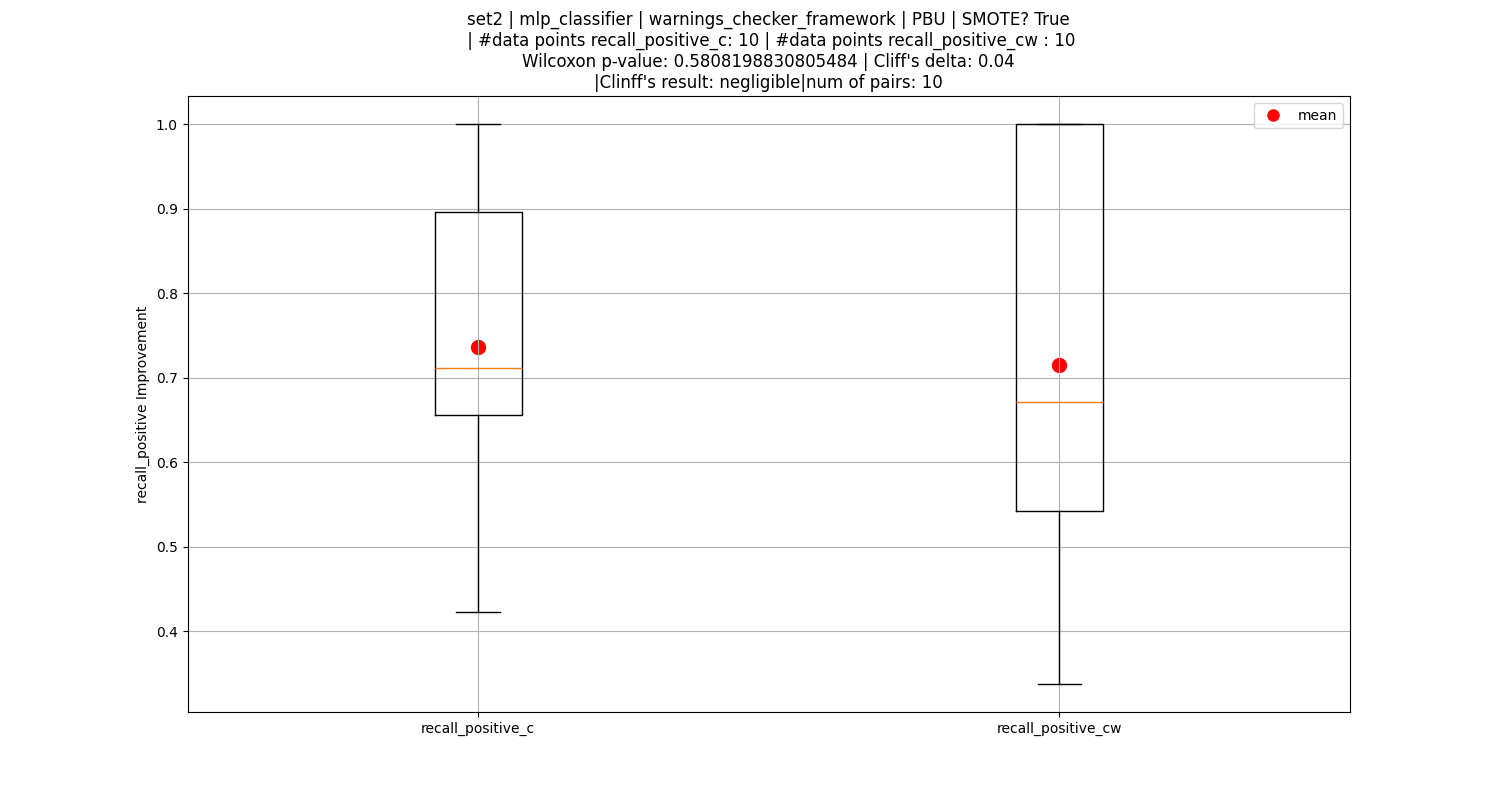 set2 | mlp_classifier | warnings_checker_framework | PBU | SMOTE? True
| #data points recall_positive_c: 10 | #data points recall_positive_cw : 10
Wilcoxon p-value: 0.5808198830805484 | Cliff's delta: 0.04
|Clinff's result: negligible|num of pairs: 10
mean
recall_positive Improvement
1.0
0.9
0.8
0.7
0.6
0.5
0.4
recall_positive_c
recall_positive_cw